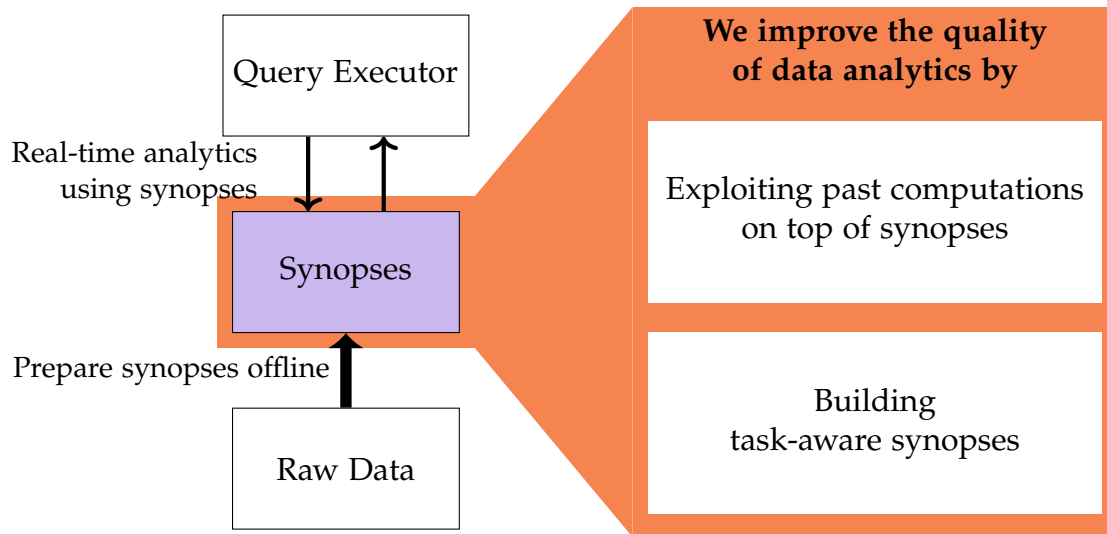 Query Executor
Real-time analytics
using synopses
Synopses
Prepare synopses offline
Raw Data
We improve the quality
of data analytics by
Exploiting past computations
on top of synopses
Building
task-aware synopses